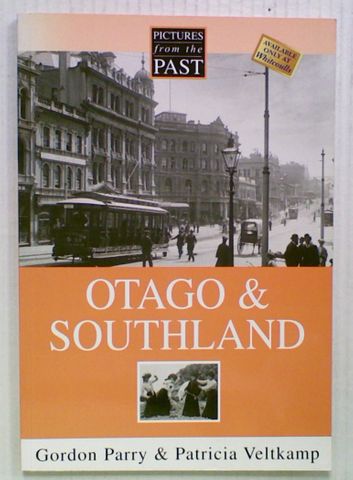 PICTURES
from the
PAST
AVAILABLE
ONLY AT
Whitcoulls
OTAGO &
SOUTHLAND
Gordon Parry & Patricia Veltkamp